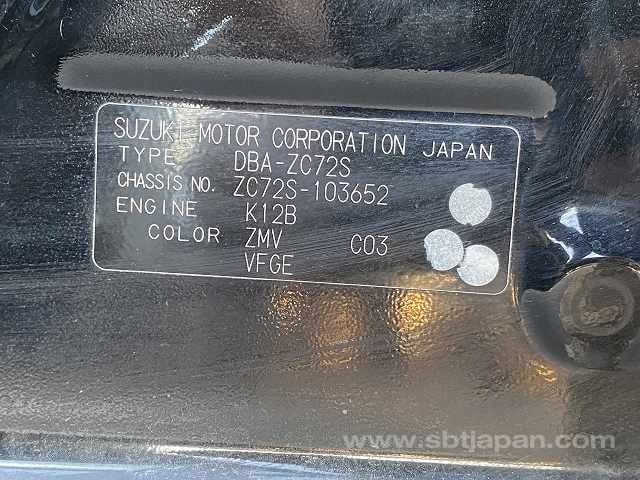 SUZUKI MOTOR CORPORATION JAPAN
TYPE DBA-ZC72S
CHASSIS NO. ZC72S-103652
ENGINE K12B
COLOR ZMV C03
VFGE
www.sbtjapan.com